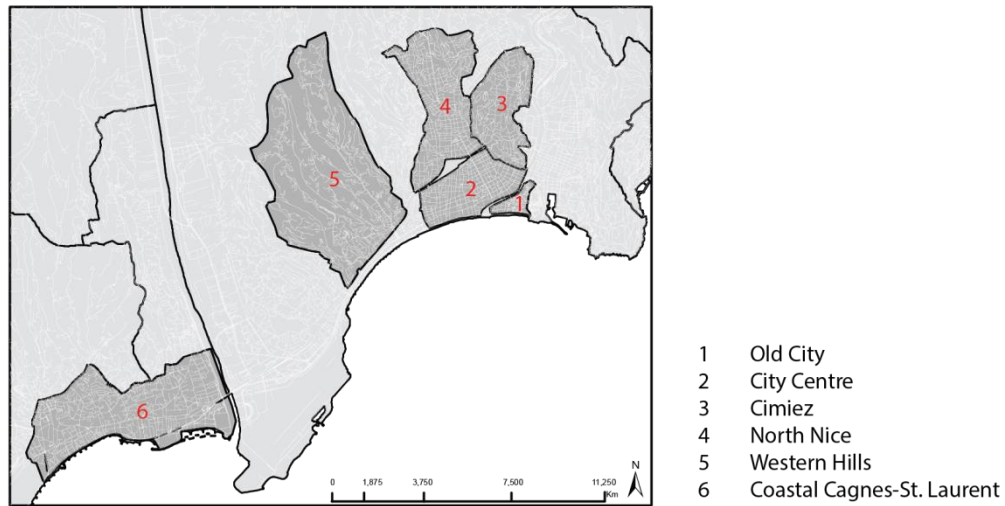 4
3
5
2
1
6
N
0 1,875 3,750 7,500 11,250
Km
1 Old City
2 City Centre
3 Cimiez
4 North Nice
5 Western Hills
6 Coastal Cagnes-St. Laurent